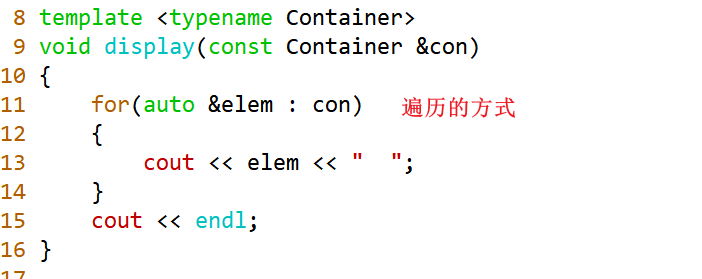 8 template <typename Container>
9 void display(const Container &con)
10 {
11     for(auto &elem : con) 遍历的方式
12     {
13         cout << elem << "  ";
14     }
15     cout << endl;
16 }
17